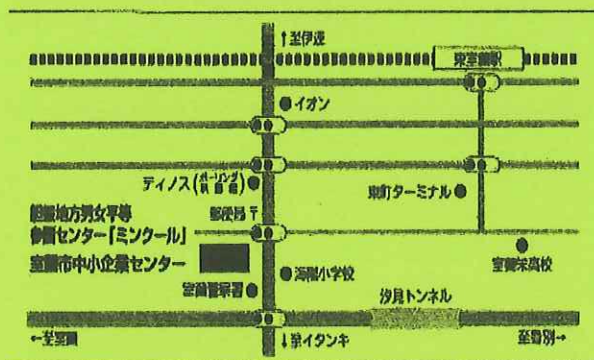 ↑至伊達
東室蘭駅
●イオン
ディノス(ボーリング 映画館)●
東町ターミナル●
胆振地方男女平等
郵便局〒
参画センター「ミンクール」
室蘭市中小企業センター
室蘭栄高校
●海陽小学校
室蘭警察署●
汐見トンネル
←至室蘭
↓至イタンキ
至登別→